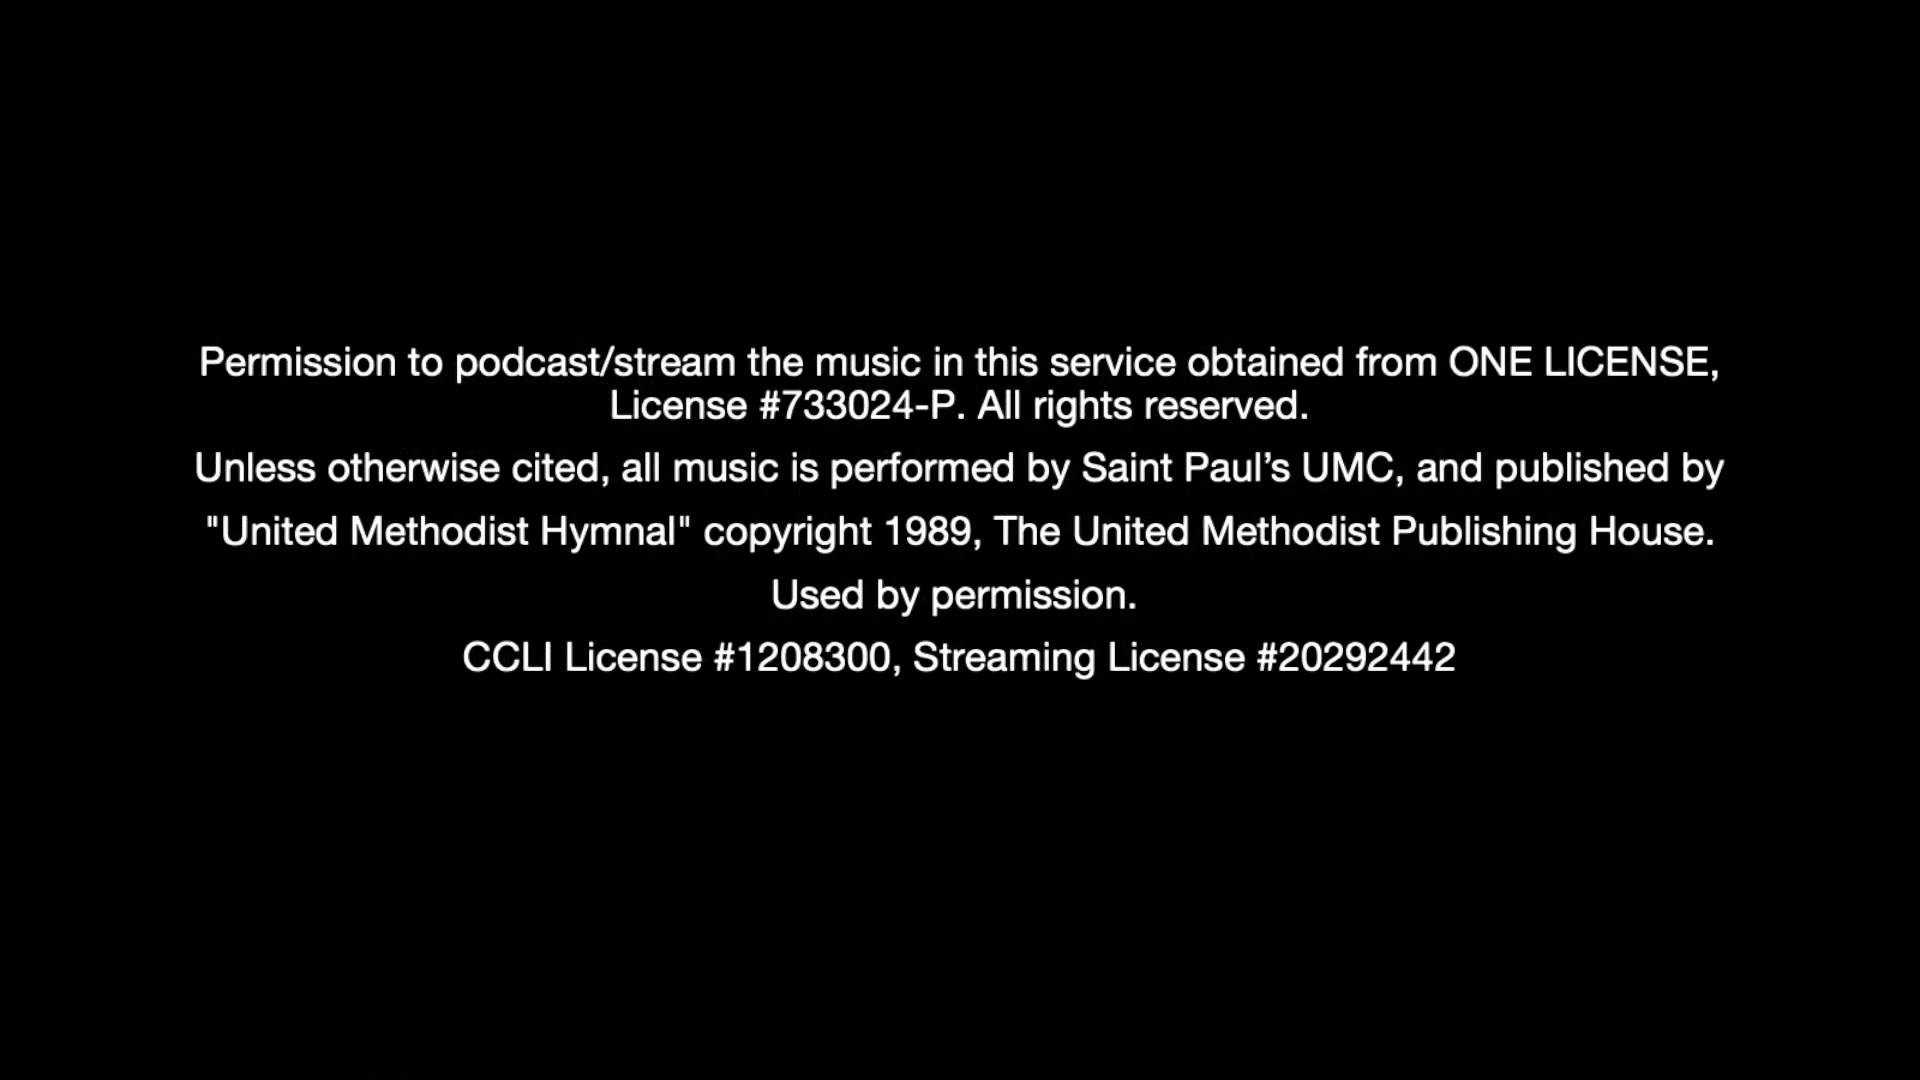 Permission to podcast/stream the music in this service obtained from ONE LICENSE,
License #733024-P. All rights reserved.
Unless otherwise cited, all music is performed by Saint Paul’s UMC, and published by
"United Methodist Hymnal" copyright 1989, The United Methodist Publishing House.
Used by permission.
CCLI License #1208300, Streaming License #20292442